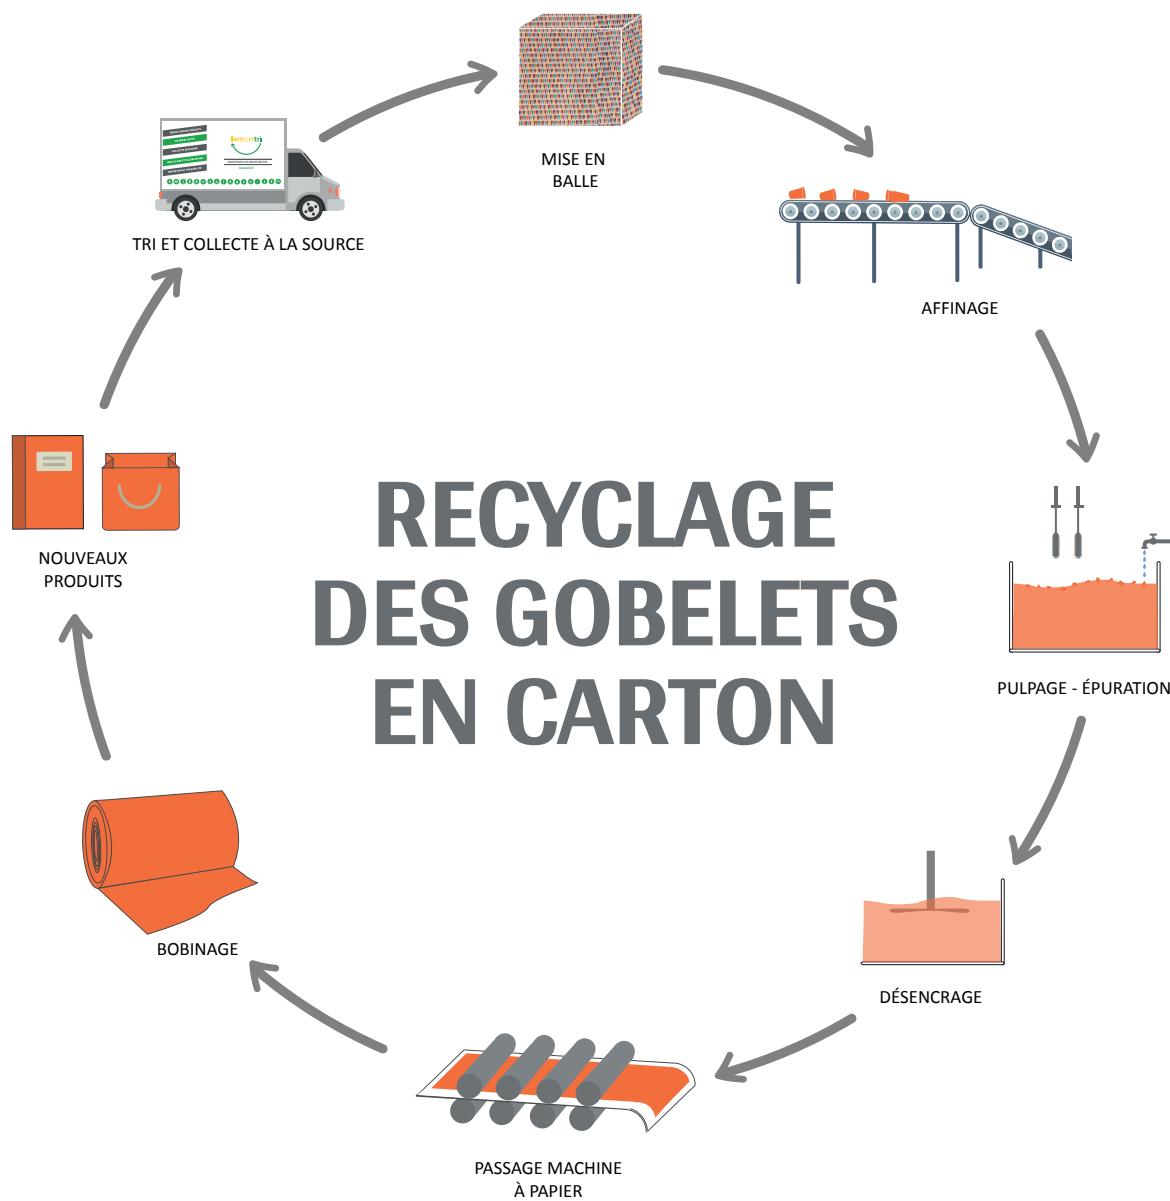 MISE EN
BALLE
lemontri
TRI ET COLLECTE À LA SOURCE
AFFINAGE
NOUVEAUX
PRODUITS
RECYCLAGE
DES GOBELETS
EN CARTON
PULPAGE - ÉPURATION
BOBINAGE
DÉSENCRAGE
PASSAGE MACHINE
À PAPIER